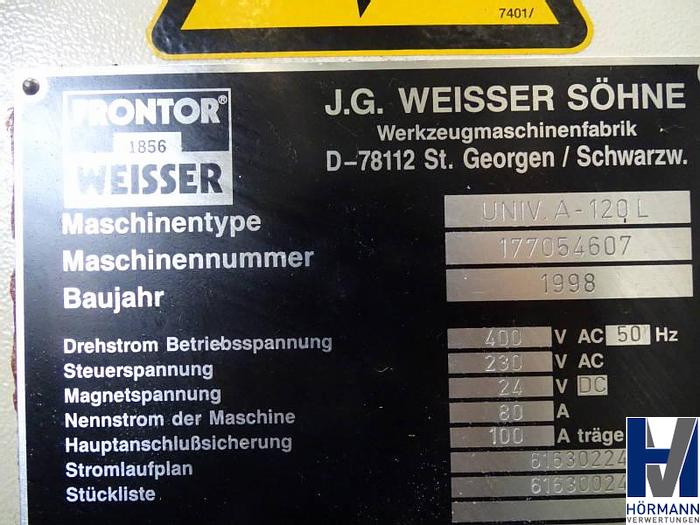 7401/
FRONTOR®
1856
WEISSER
J.G. WEISSER SÖHNE
Werkzeugmaschinenfabrik
D-78112 St. Georgen / Schwarzw.
Maschinentype UNIV. A-120 L
Maschinennummer 177054607
Baujahr 1998
Drehstrom Betriebsspannung 400 V AC 50 Hz
Steuerspannung 230 V AC
Magnetspannung 24 V DC
Nennstrom der Maschine 80 A
Hauptanschlußsicherung 100 A träge
Stromlaufplan 61630224
Stückliste 61630024
HÖRMANN
VERWERTUNGEN